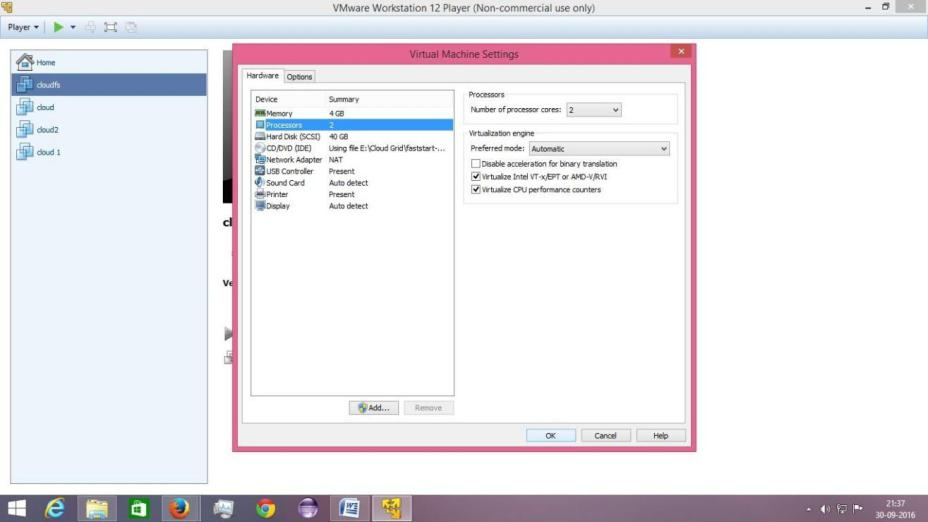 VMware Workstation 12 Player (Non-commercial use only)
Player
Home
cloudfs
cloud
cloud2
cloud 1
cl
Ve
Virtual Machine Settings
Hardware Options
Device Summary
Memory 4 GB
Processors 2
Hard Disk (SCSI) 40 GB
CD/DVD (IDE) Using file E:\Cloud Grid\faststart-...
Network Adapter NAT
USB Controller Present
Sound Card Auto detect
Printer Present
Display Auto detect
Add... Remove
Processors
Number of processor cores: 2
Virtualization engine
Preferred mode: Automatic
Disable acceleration for binary translation
Virtualize Intel VT-x/EPT or AMD-V/RVI
Virtualize CPU performance counters
OK Cancel Help
21:37
30-09-2016